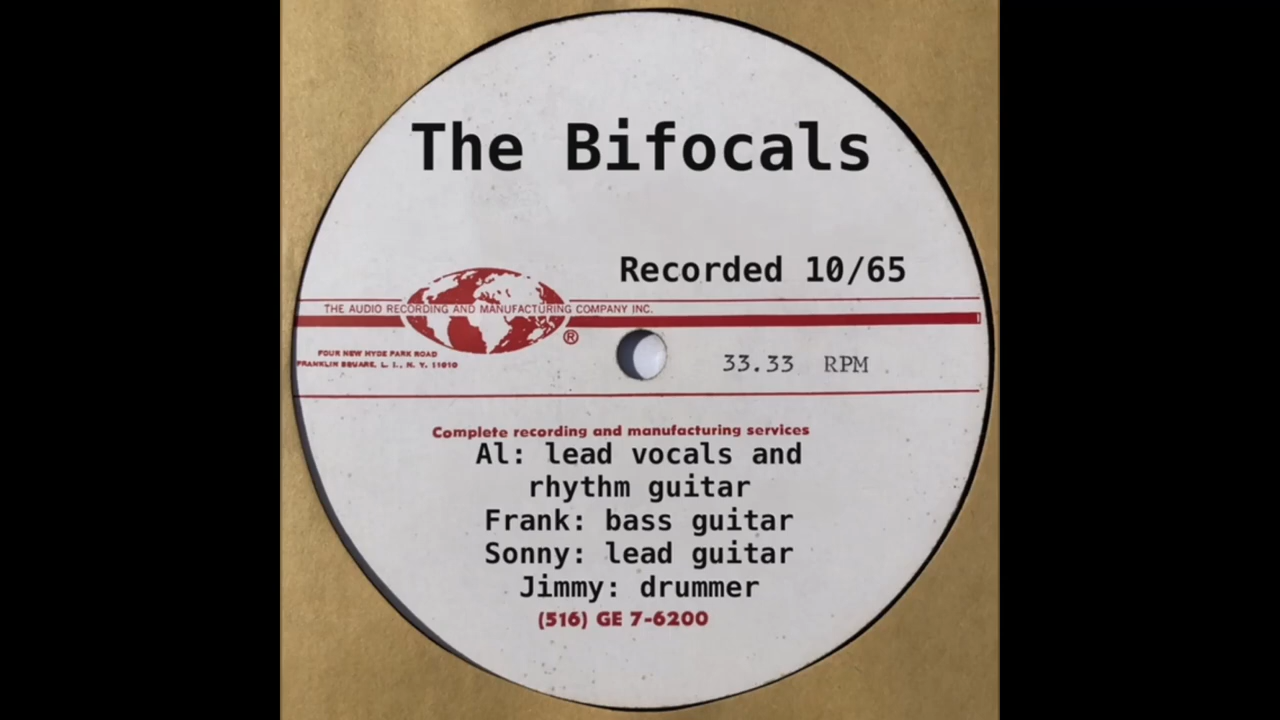 The Bifocals
Recorded 10/65
THE AUDIO RECORDING AND MANUFACTURING COMPANY INC.
®
FOUR NEW HYDE PARK ROAD
FRANKLIN SQUARE, L. I., N. Y. 11010
33.33 RPM
Complete recording and manufacturing services
Al: lead vocals and
rhythm guitar
Frank: bass guitar
Sonny: lead guitar
Jimmy: drummer
(516) GE 7-6200